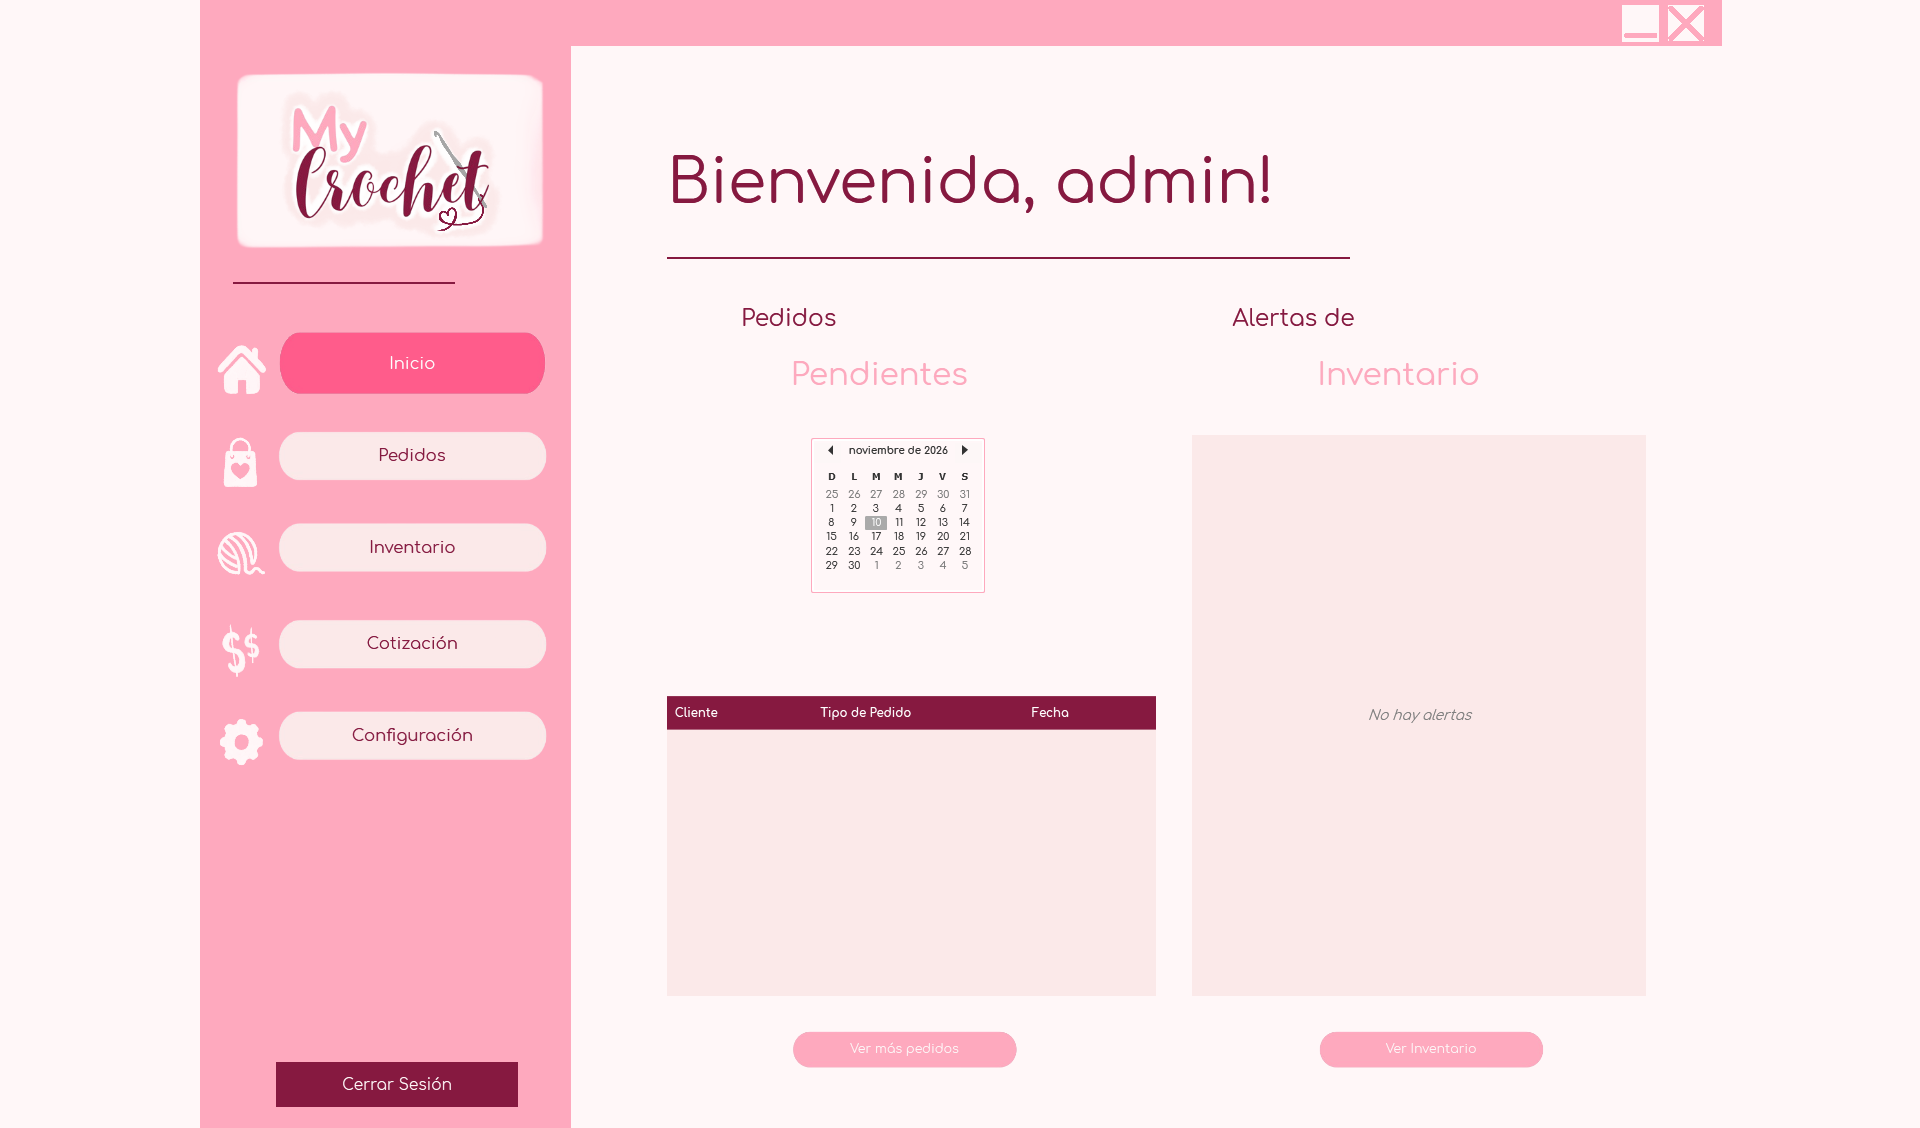 My
Crochet
Inicio
Pedidos
Inventario
Cotización
Configuración
Cerrar Sesión
Bienvenida, admin!
Pedidos
Pendientes
noviembre de 2026
D L M M J V S
25 26 27 28 29 30 31
1 2 3 4 5 6 7
8 9 10 11 12 13 14
15 16 17 18 19 20 21
22 23 24 25 26 27 28
29 30 1 2 3 4 5
Cliente Tipo de Pedido Fecha
Ver más pedidos
Alertas de
Inventario
No hay alertas
Ver Inventario